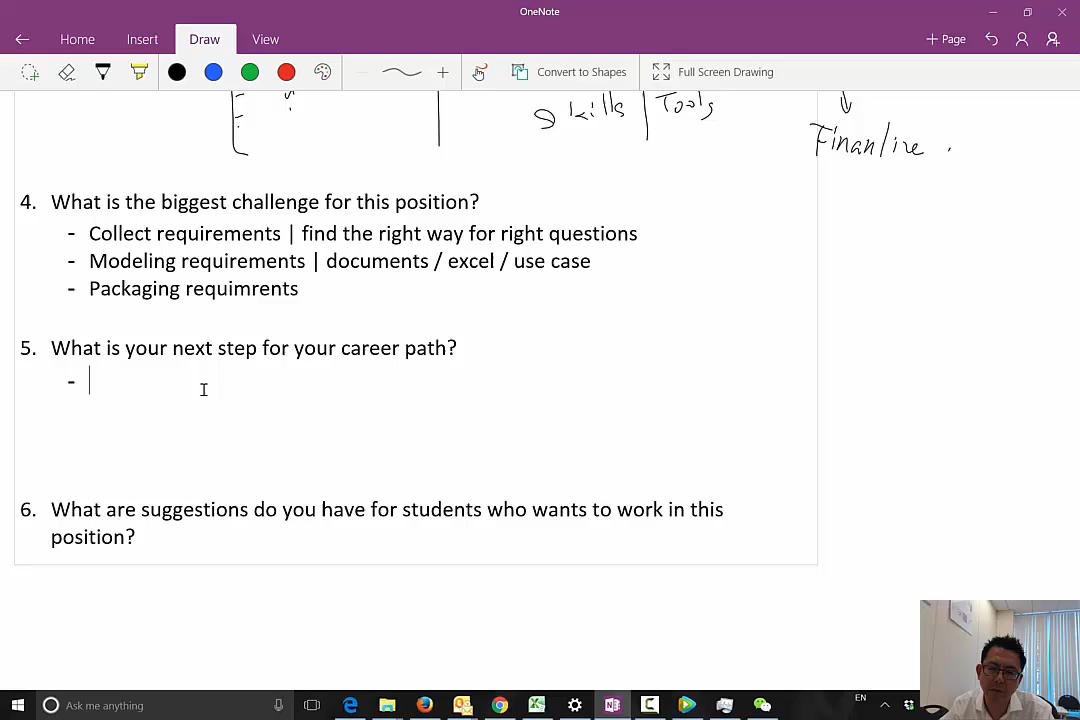 OneNote
Home
Insert
Draw
View
Page
Convert to Shapes
Full Screen Drawing
Skills | Tools
4. What is the biggest challenge for this position?
- Collect requirements | find the right way for right questions
- Modeling requirements | documents / excel / use case
- Packaging requimrents
5. What is your next step for your career path?
-
6. What are suggestions do you have for students who wants to work in this
position?
Ask me anything
EN